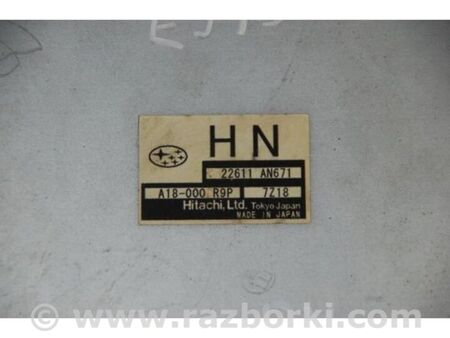 HN
22611 AN671
A18-000 R9P 7Z18
Hitachi, Ltd. Tokyo Japan
MADE IN JAPAN
© www.razborki.com